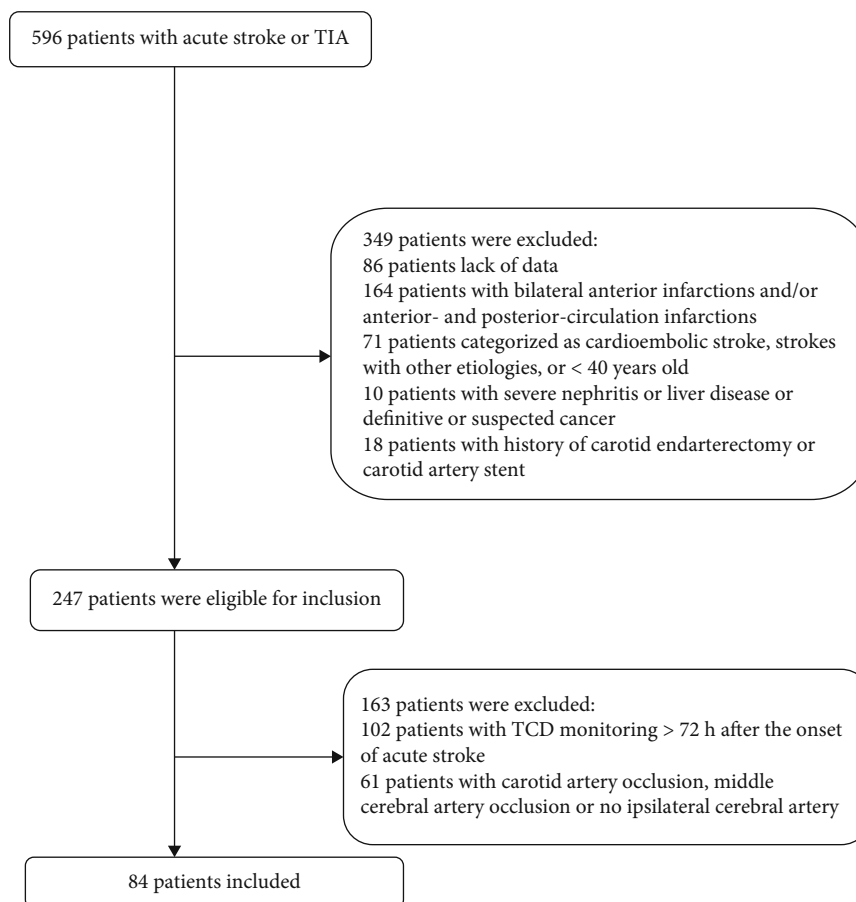 596 patients with acute stroke or TIA
349 patients were excluded:
86 patients lack of data
164 patients with bilateral anterior infarctions and/or
anterior- and posterior-circulation infarctions
71 patients categorized as cardioembolic stroke, strokes
with other etiologies, or < 40 years old
10 patients with severe nephritis or liver disease or
definitive or suspected cancer
18 patients with history of carotid endarterectomy or
carotid artery stent
247 patients were eligible for inclusion
163 patients were excluded:
102 patients with TCD monitoring > 72 h after the onset
of acute stroke
61 patients with carotid artery occlusion, middle
cerebral artery occlusion or no ipsilateral cerebral artery
84 patients included